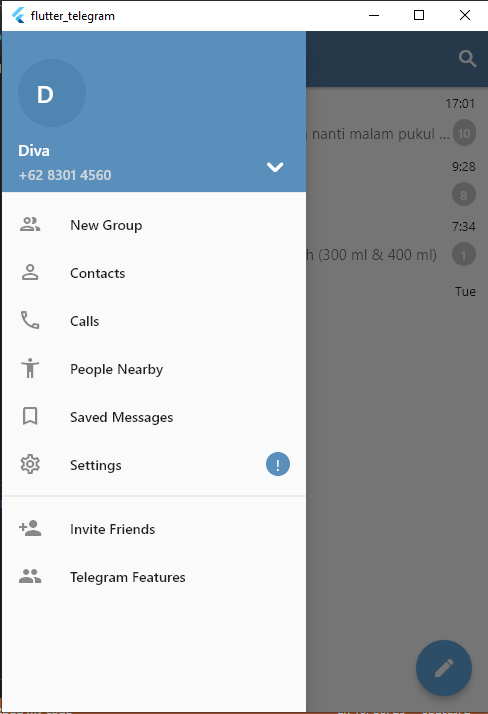 flutter_telegram
D
Diva
+62 8301 4560
New Group
Contacts
Calls
People Nearby
Saved Messages
Settings
!
Invite Friends
Telegram Features
17:01
nanti malam pukul ...
10
9:28
8
7:34
(300 ml & 400 ml)
1
Tue